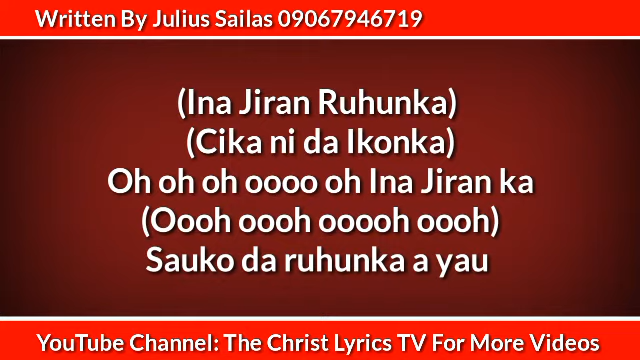 Written By Julius Sailas 09067946719
(Ina Jiran Ruhunka)
(Cika ni da Ikonka)
Oh oh oh oooo oh Ina Jiran ka
(Oooh oooh ooooh oooh)
Sauko da ruhunka a yau
YouTube Channel: The Christ Lyrics TV For More Videos